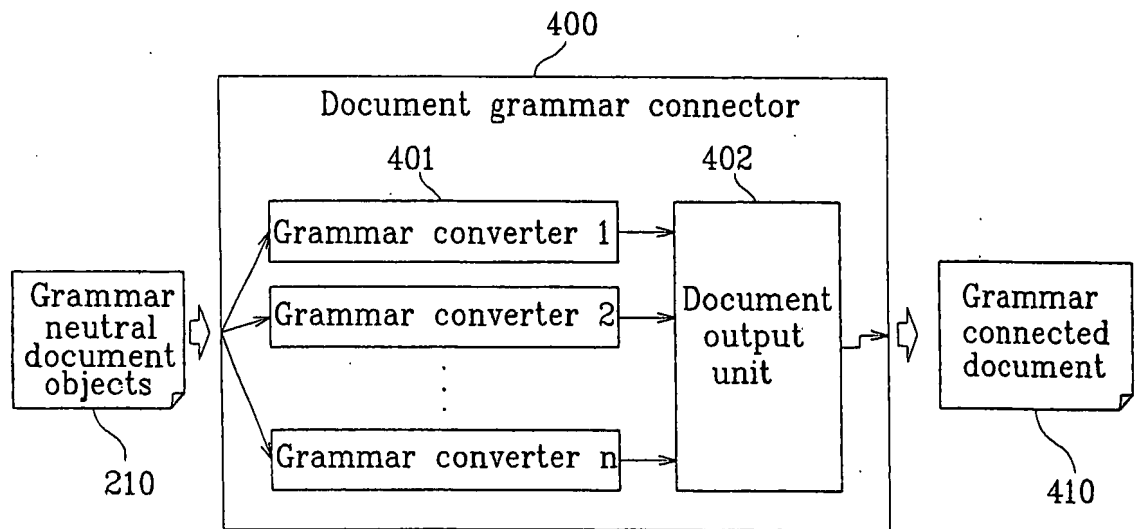 400
Document grammar connector
401
402
Grammar converter 1
Grammar converter 2
Grammar converter n
Grammar
neutral
document
objects
210
Document
output
unit
Grammar
connected
document
410